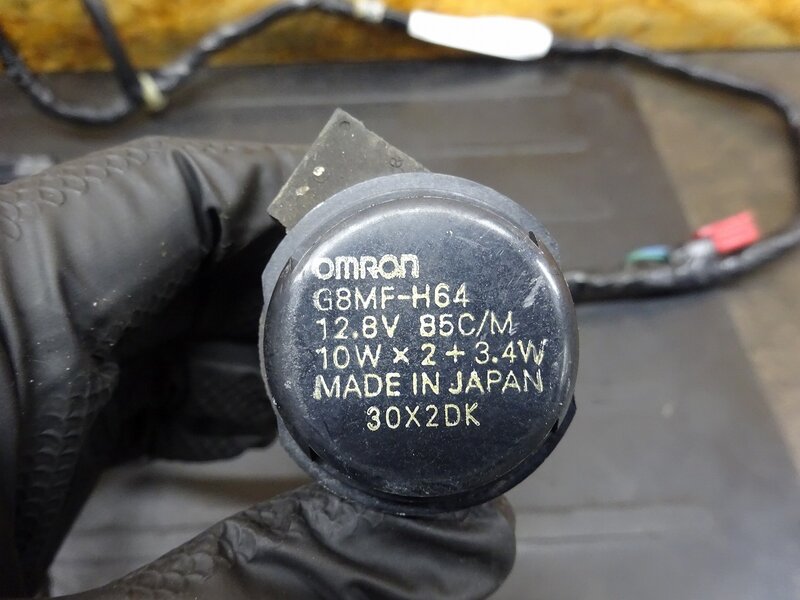 omron
G8MF-H64
12.8V 85C/M
10W × 2 + 3.4W
MADE IN JAPAN
30X2DK